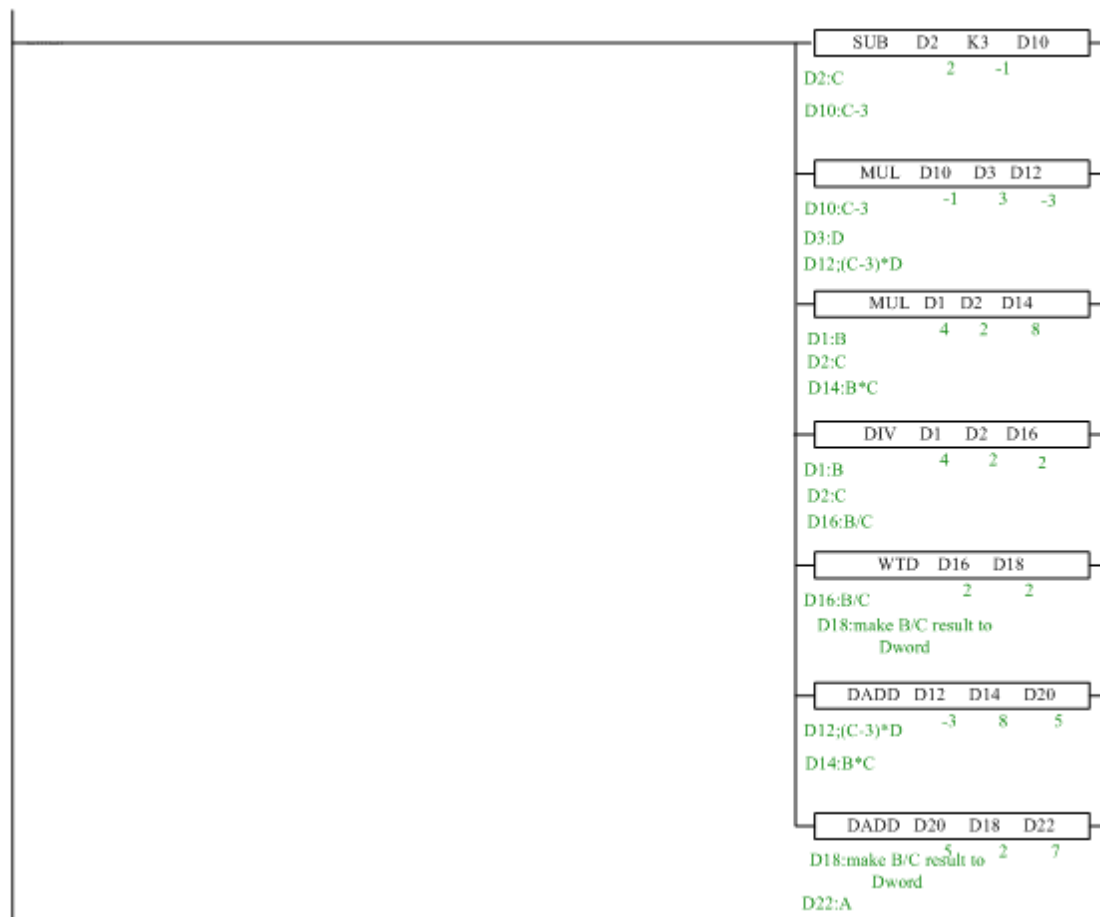 SUB D2 K3 D10
2 -1
D2:C
D10:C-3
MUL D10 D3 D12
-1 3 -3
D10:C-3
D3:D
D12;(C-3)*D
MUL D1 D2 D14
4 2 8
D1:B
D2:C
D14:B*C
DIV D1 D2 D16
4 2 2
D1:B
D2:C
D16:B/C
WTD D16 D18
2 2
D16:B/C
D18:make B/C result to
Dword
DADD D12 D14 D20
-3 8 5
D12;(C-3)*D
D14:B*C
DADD D20 D18 D22
5 2 7
D18:make B/C result to
Dword
D22:A